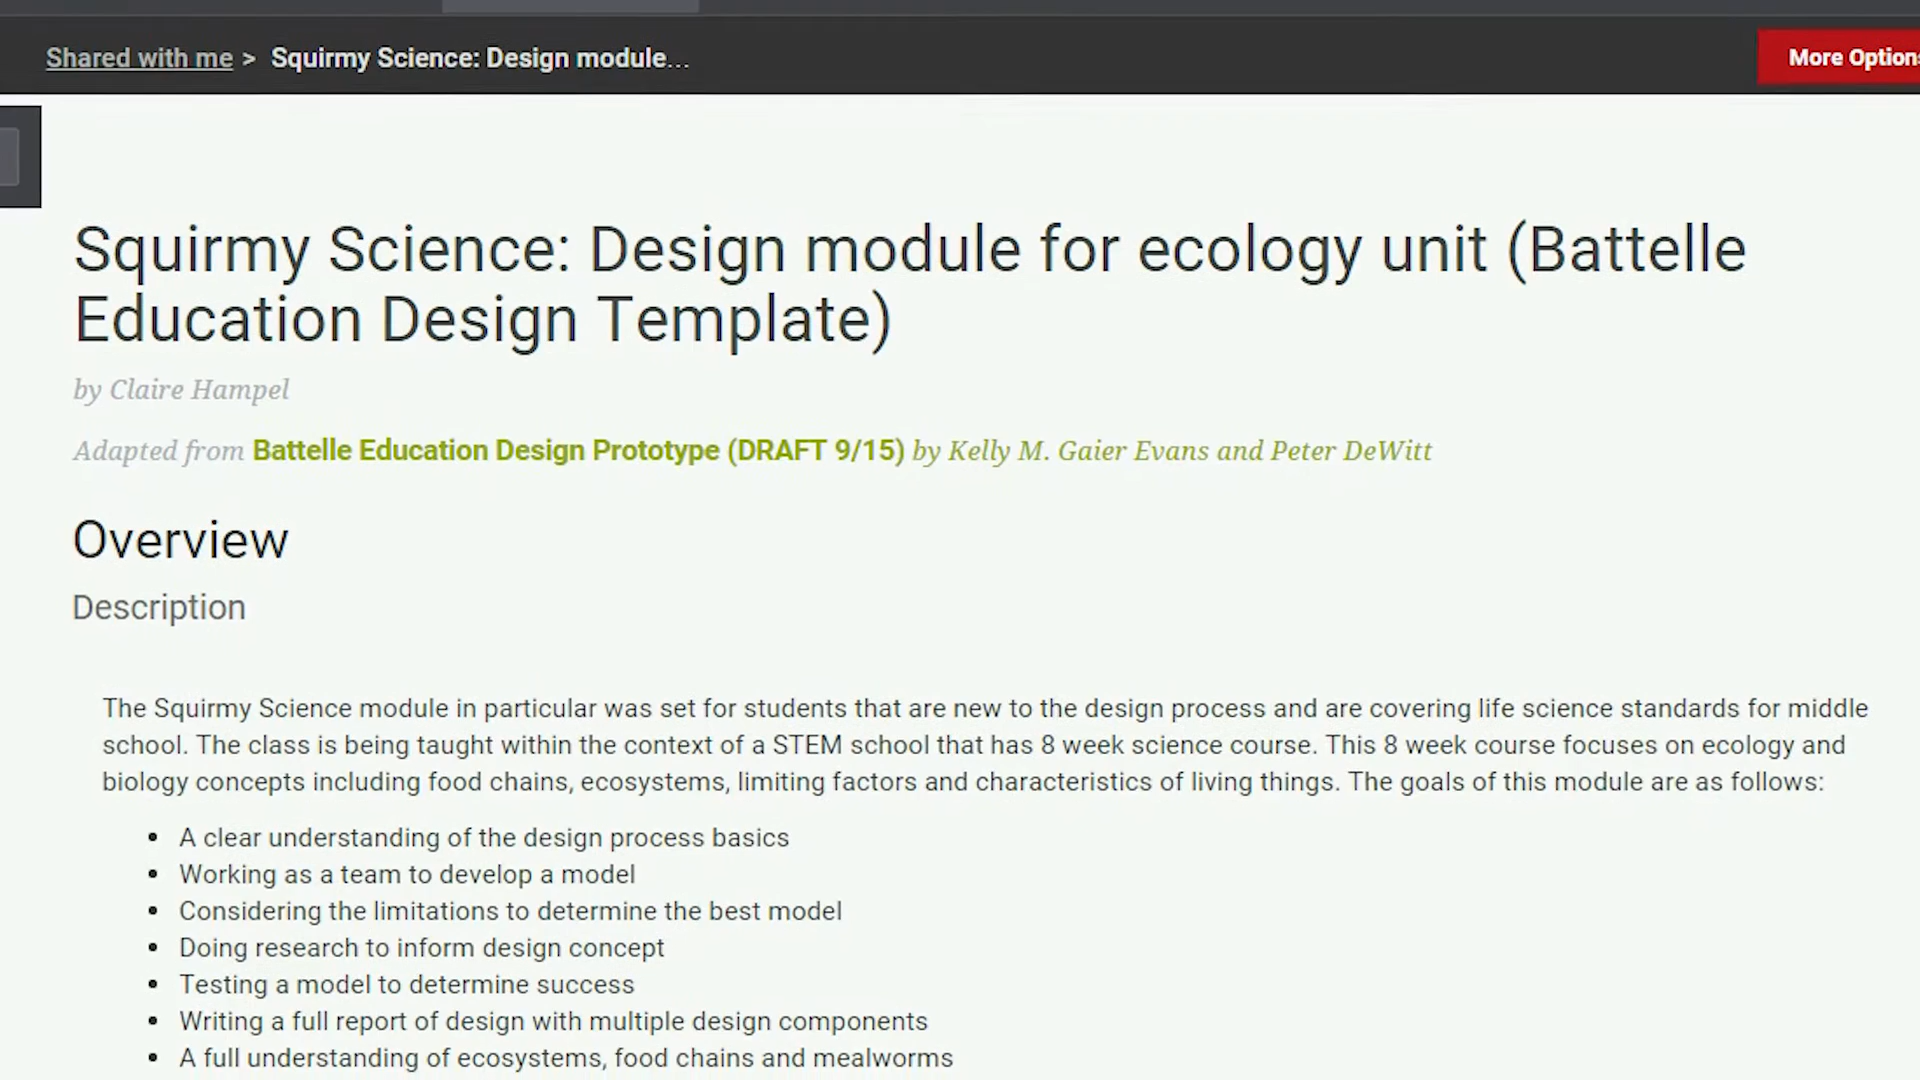 Shared with me > Squirmy Science: Design module...
More Option
Squirmy Science: Design module for ecology unit (Battelle
Education Design Template)
by Claire Hampel
Adapted from Battelle Education Design Prototype (DRAFT 9/15) by Kelly M. Gaier Evans and Peter DeWitt
Overview
Description
The Squirmy Science module in particular was set for students that are new to the design process and are covering life science standards for middle
school. The class is being taught within the context of a STEM school that has 8 week science course. This 8 week course focuses on ecology and
biology concepts including food chains, ecosystems, limiting factors and characteristics of living things. The goals of this module are as follows:
• A clear understanding of the design process basics
• Working as a team to develop a model
• Considering the limitations to determine the best model
• Doing research to inform design concept
• Testing a model to determine success
• Writing a full report of design with multiple design components
• A full understanding of ecosystems, food chains and mealworms